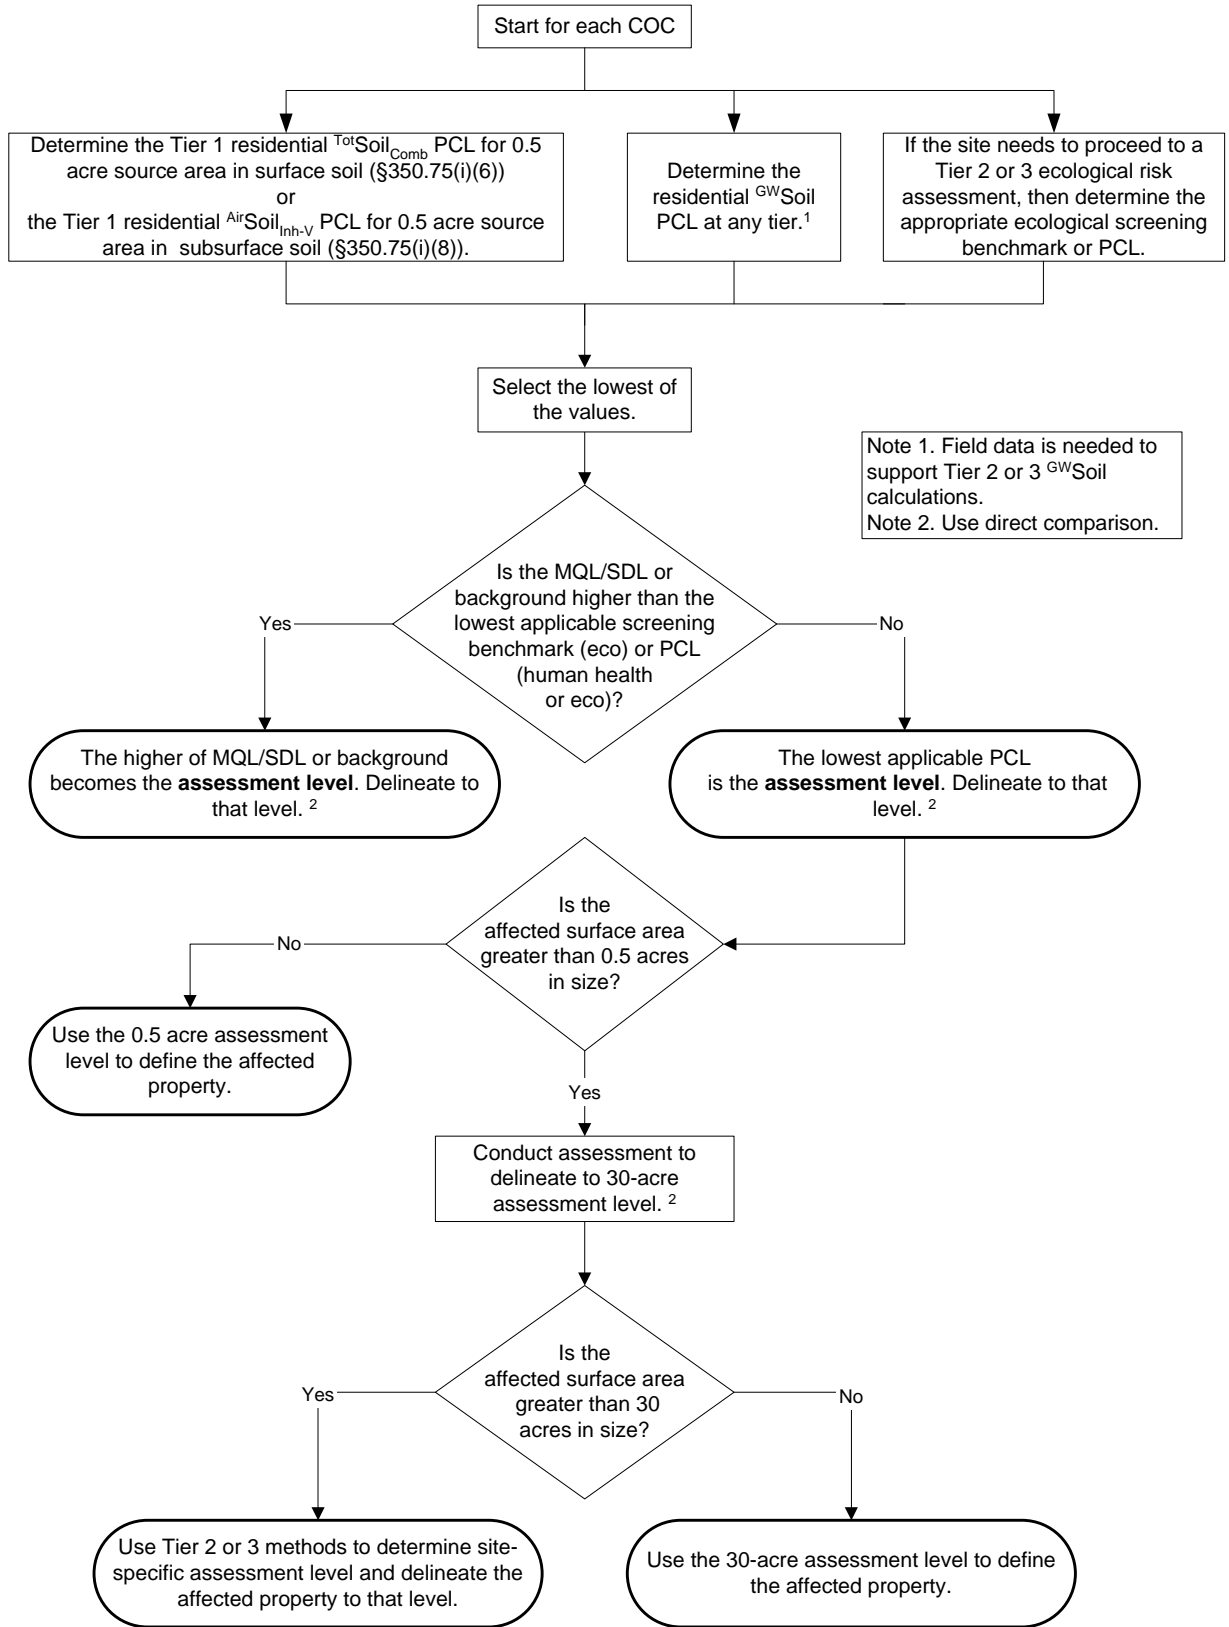 Start for each COC
Determine the Tier 1 residential TotSoilComb PCL for 0.5
acre source area in surface soil (§350.75(i)(6))
or
the Tier 1 residential AirSoilInh-V PCL for 0.5 acre source
area in subsurface soil (§350.75(i)(8)).
Determine the
residential GWSoil
PCL at any tier.1
If the site needs to proceed to a
Tier 2 or 3 ecological risk
assessment, then determine the
appropriate ecological screening
benchmark or PCL.
Select the lowest of
the values.
Note 1. Field data is needed to
support Tier 2 or 3 GWSoil
calculations.
Note 2. Use direct comparison.
Is the MQL/SDL or
background higher than the
lowest applicable screening
benchmark (eco) or PCL
(human health
or eco)?
Yes
No
The higher of MQL/SDL or background
becomes the assessment level. Delineate to
that level. 2
The lowest applicable PCL
is the assessment level. Delineate to that
level. 2
Is the
affected surface area
greater than 0.5 acres
in size?
No
Use the 0.5 acre assessment
level to define the affected
property.
Yes
Conduct assessment to
delineate to 30-acre
assessment level. 2
Is the
affected surface area
greater than 30
acres in size?
Yes
No
Use Tier 2 or 3 methods to determine site-
specific assessment level and delineate the
affected property to that level.
Use the 30-acre assessment level to define
the affected property.